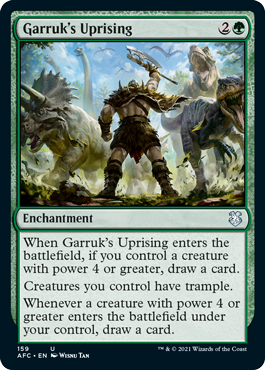 Garruk's Uprising 2
Enchantment
When Garruk's Uprising enters the
battlefield, if you control a creature
with power 4 or greater, draw a card.
Creatures you control have trample.
Whenever a creature with power 4 or
greater enters the battlefield under
your control, draw a card.
159 U
AFC • EN Wisnu Tan
™ & © 2021 Wizards of the Coast